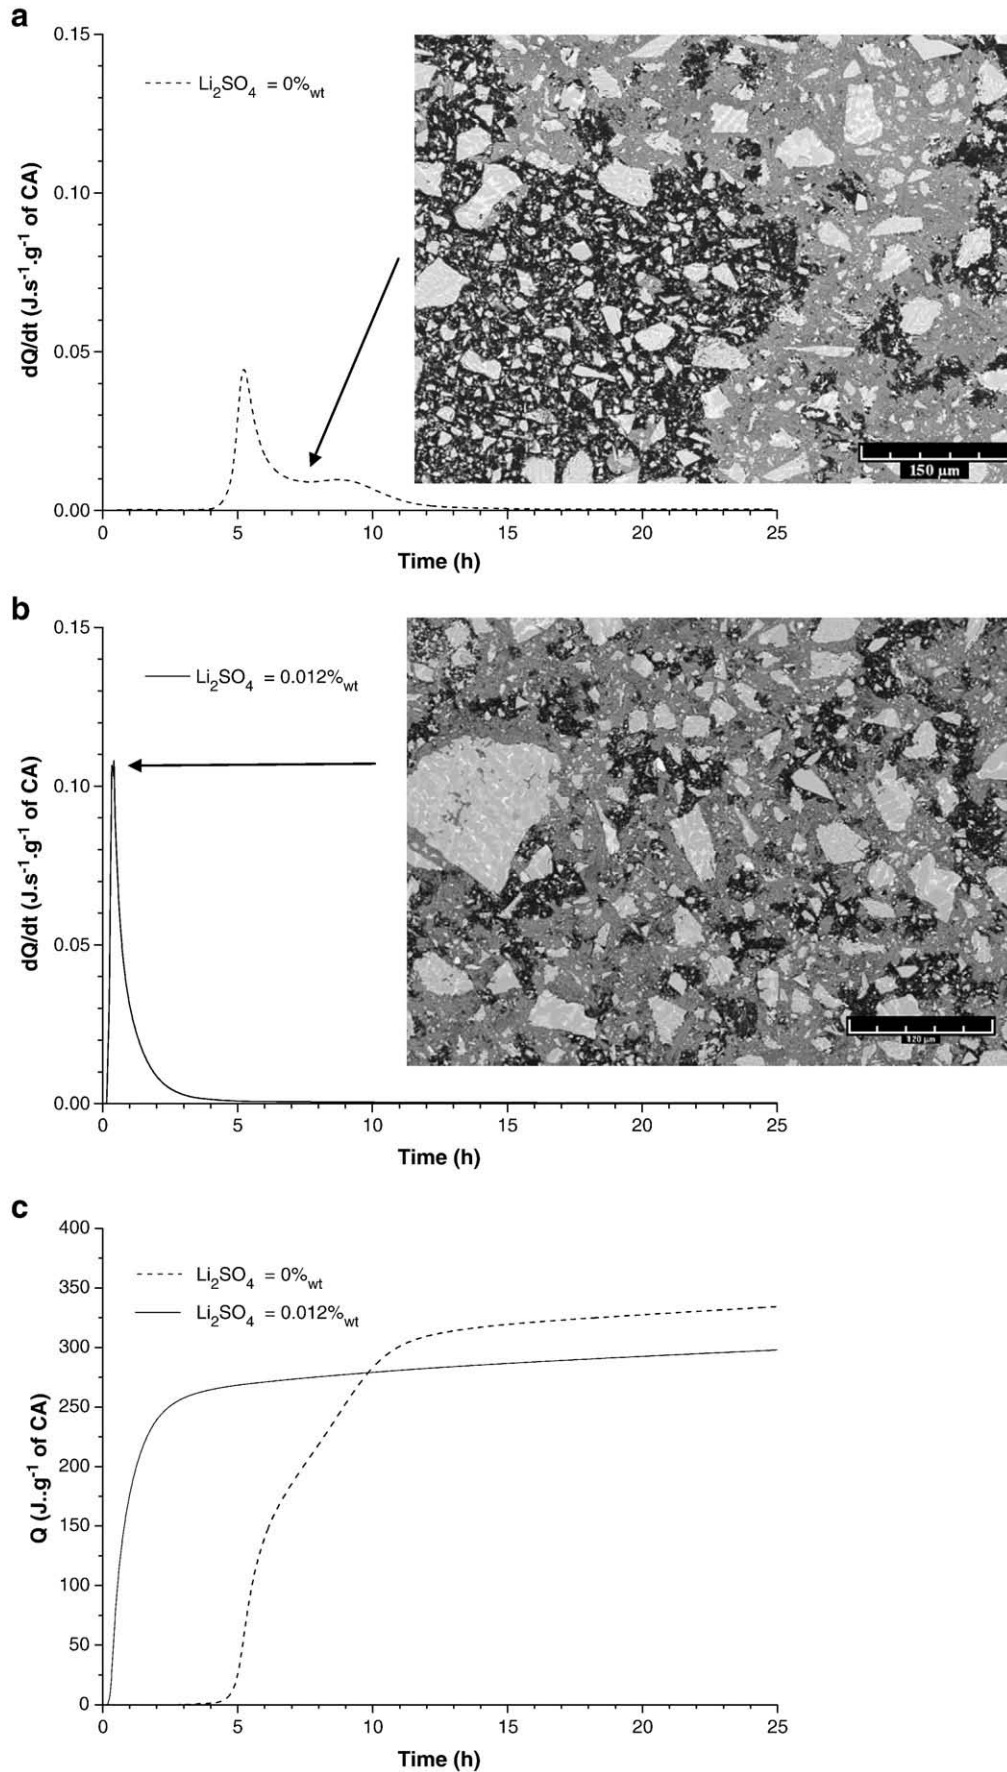 a
0.15
Li2SO4 = 0%wt
0.10
dQ/dt (J.s-1.g-1 of CA)
0.05
150 µm
0.00
0 5 10 15 20 25
Time (h)
b
0.15
Li2SO4 = 0.012%wt
0.10
dQ/dt (J.s-1.g-1 of CA)
0.05
120 µm
0.00
0 5 10 15 20 25
Time (h)
c
400
Li2SO4 = 0%wt
350
Li2SO4 = 0.012%wt
300
250
Q (J..g-1 of CA)
200
150
100
50
0
0 5 10 15 20 25
Time (h)